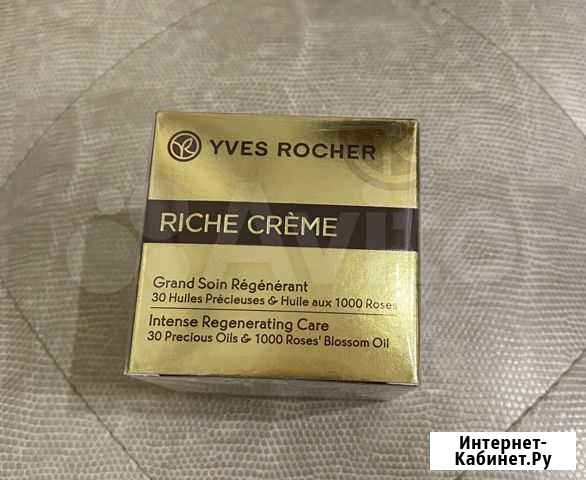 YVES ROCHER
RICHE CRÈME
Grand Soin Régénérant
30 Huiles Précieuses & Huile aux 1000 Roses
Intense Regenerating Care
30 Precious Oils & 1000 Roses' Blossom Oil
Avito
Интернет-
Кабинет.Ру